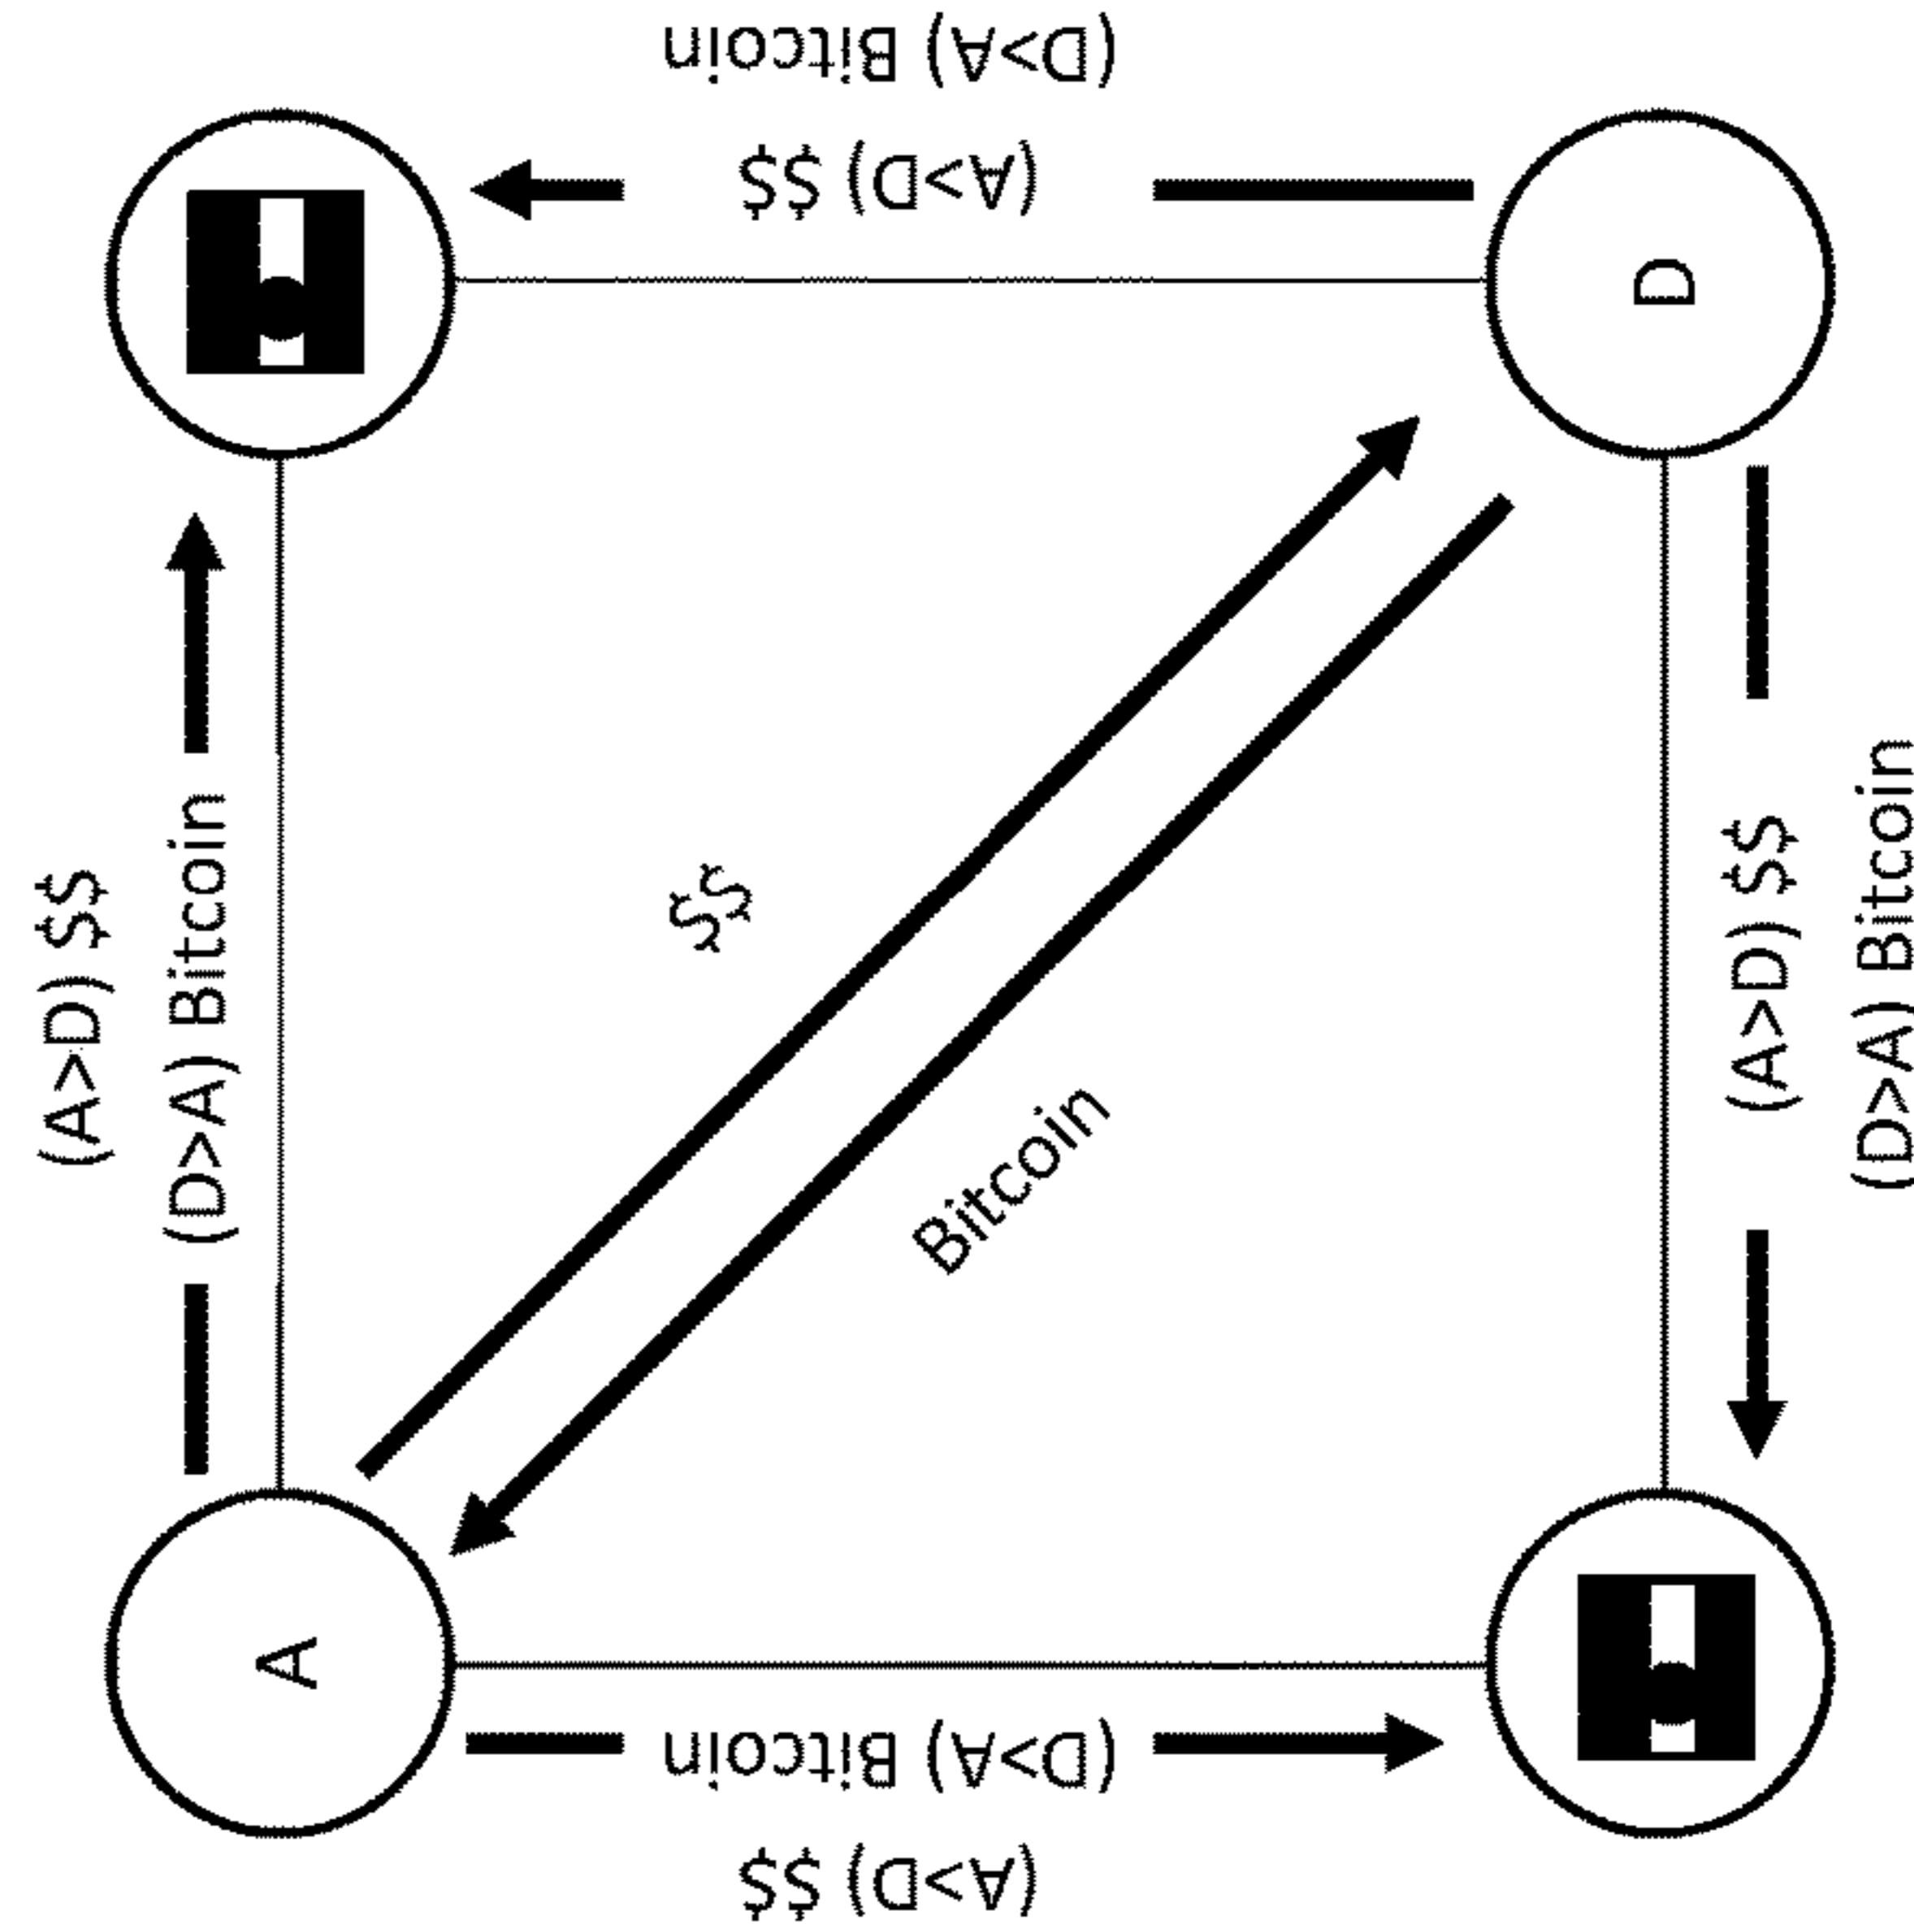 (D>A) Bitcoin
(A>D) $$
(A>D) $$
(D>A) Bitcoin
D
$$
Bitcoin
(A>D) $$
(D>A) Bitcoin
A
(D>A) Bitcoin
(A>D) $$